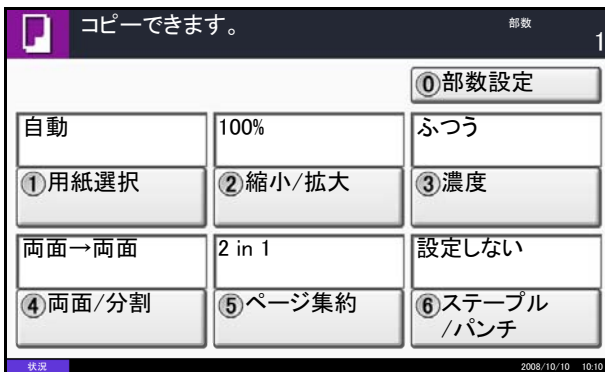 コピーできます。
部数
1
⓪部数設定
自動
100%
ふつう
①用紙選択
②縮小/拡大
③濃度
両面→両面
2 in 1
設定しない
④両面/分割
⑤ページ集約
⑥ステープル
/パンチ
状況
2008/10/10 10:10